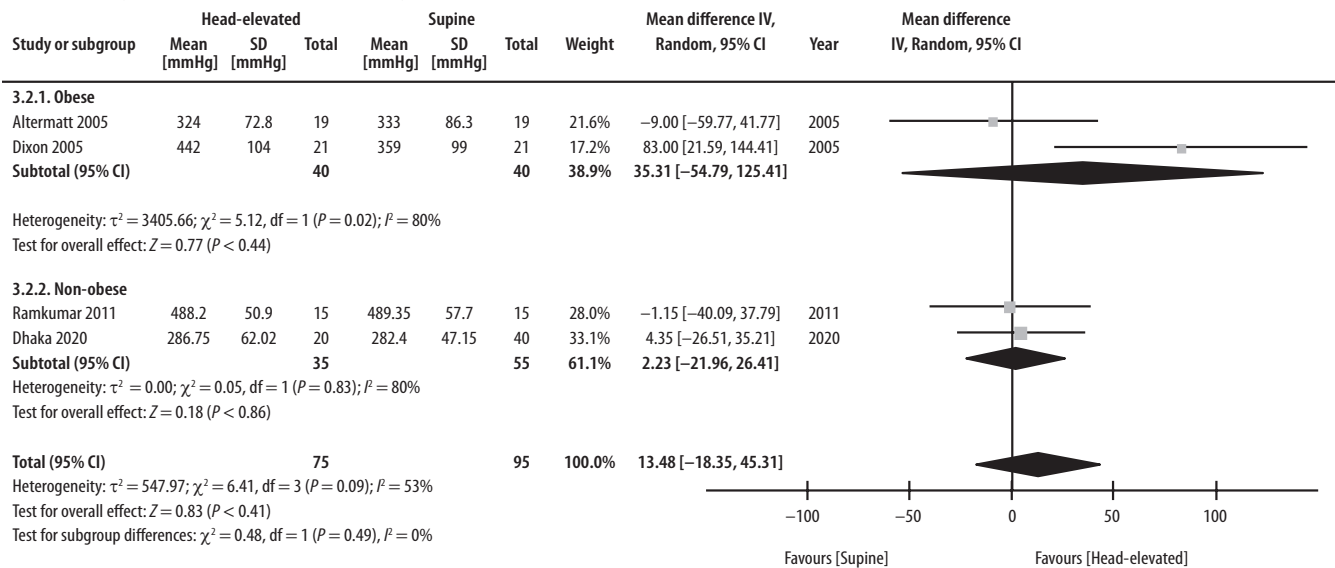 Head-elevated Supine Mean difference IV, Mean difference
Study or subgroup Mean SD Total Mean SD Total Weight Random, 95% CI Year IV, Random, 95% CI
[mmHg] [mmHg] [mmHg] [mmHg]
3.2.1. Obese
Altermatt 2005 324 72.8 19 333 86.3 19 21.6% −9.00 [−59.77, 41.77] 2005
Dixon 2005 442 104 21 359 99 21 17.2% 83.00 [21.59, 144.41] 2005
Subtotal (95% CI) 40 40 38.9% 35.31 [−54.79, 125.41]
Heterogeneity: τ² = 3405.66; χ² = 5.12, df = 1 (P = 0.02); I² = 80%
Test for overall effect: Z = 0.77 (P < 0.44)
3.2.2. Non-obese
Ramkumar 2011 488.2 50.9 15 489.35 57.7 15 28.0% −1.15 [−40.09, 37.79] 2011
Dhaka 2020 286.75 62.02 20 282.4 47.15 40 33.1% 4.35 [−26.51, 35.21] 2020
Subtotal (95% CI) 35 55 61.1% 2.23 [−21.96, 26.41]
Heterogeneity: τ² = 0.00; χ² = 0.05, df = 1 (P = 0.83); I² = 80%
Test for overall effect: Z = 0.18 (P < 0.86)
Total (95% CI) 75 95 100.0% 13.48 [−18.35, 45.31]
Heterogeneity: τ² = 547.97; χ² = 6.41, df = 3 (P = 0.09); I² = 53%
Test for overall effect: Z = 0.83 (P < 0.41)
Test for subgroup differences: χ² = 0.48, df = 1 (P = 0.49), I² = 0%
−100 −50 0 50 100
Favours [Supine] Favours [Head-elevated]